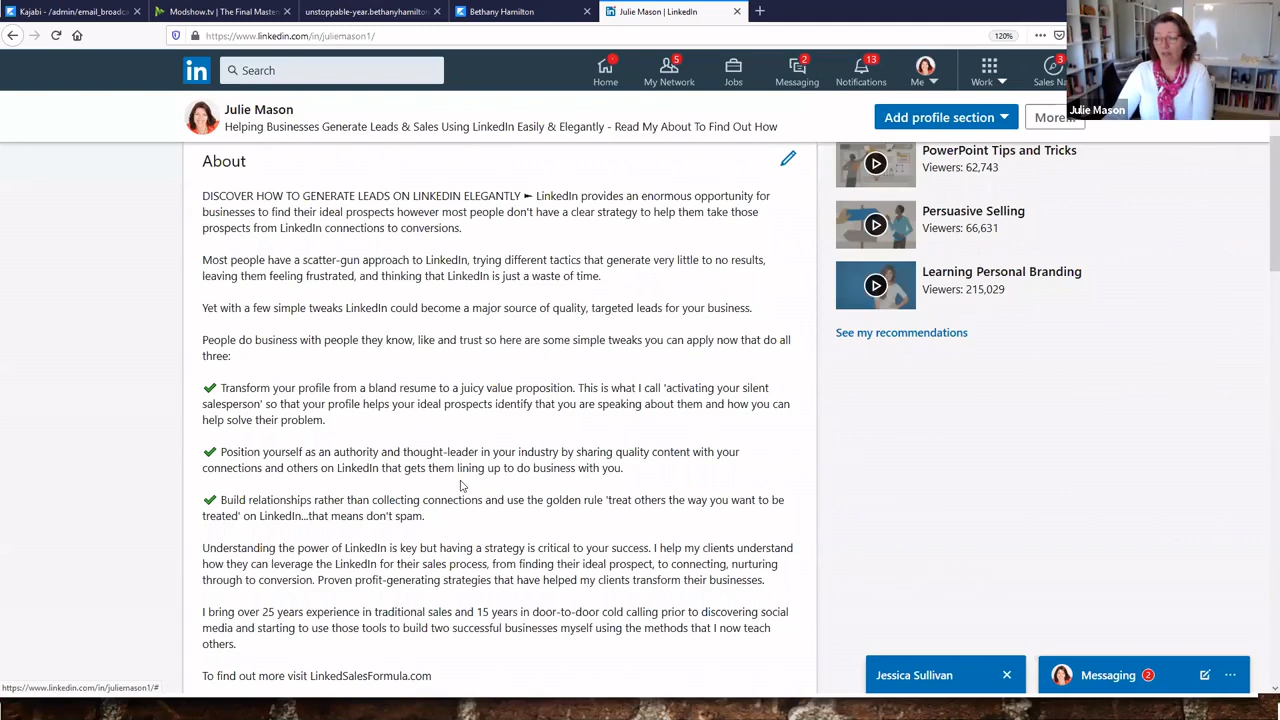 Kajabi - /admin/email_broadc
Modshow.tv | The Final Master
unstoppable-year.bethanyhamilton
Bethany Hamilton
Julie Mason | LinkedIn
https://www.linkedin.com/in/juliemason1/
120%
in
Search
Home
5
My Network
Jobs
2
Messaging
13
Notifications
Me
Work
3
Sales Na
Julie Mason
Julie Mason
Helping Businesses Generate Leads & Sales Using LinkedIn Easily & Elegantly - Read My About To Find Out How
Add profile section
More...
About
DISCOVER HOW TO GENERATE LEADS ON LINKEDIN ELEGANTLY ► LinkedIn provides an enormous opportunity for
businesses to find their ideal prospects however most people don't have a clear strategy to help them take those
prospects from LinkedIn connections to conversions.
Most people have a scatter-gun approach to LinkedIn, trying different tactics that generate very little to no results,
leaving them feeling frustrated, and thinking that LinkedIn is just a waste of time.
Yet with a few simple tweaks LinkedIn could become a major source of quality, targeted leads for your business.
People do business with people they know, like and trust so here are some simple tweaks you can apply now that do all
three:
✔ Transform your profile from a bland resume to a juicy value proposition. This is what I call 'activating your silent
salesperson' so that your profile helps your ideal prospects identify that you are speaking about them and how you can
help solve their problem.
✔ Position yourself as an authority and thought-leader in your industry by sharing quality content with your
connections and others on LinkedIn that gets them lining up to do business with you.
✔ Build relationships rather than collecting connections and use the golden rule 'treat others the way you want to be
treated' on LinkedIn...that means don't spam.
Understanding the power of LinkedIn is key but having a strategy is critical to your success. I help my clients understand
how they can leverage the LinkedIn for their sales process, from finding their ideal prospect, to connecting, nurturing
through to conversion. Proven profit-generating strategies that have helped my clients transform their businesses.
I bring over 25 years experience in traditional sales and 15 years in door-to-door cold calling prior to discovering social
media and starting to use those tools to build two successful businesses myself using the methods that I now teach
others.
To find out more visit LinkedSalesFormula.com
PowerPoint Tips and Tricks
Viewers: 62,743
Persuasive Selling
Viewers: 66,631
Learning Personal Branding
Viewers: 215,029
See my recommendations
Jessica Sullivan
Messaging 2
https://www.linkedin.com/in/juliemason1/#